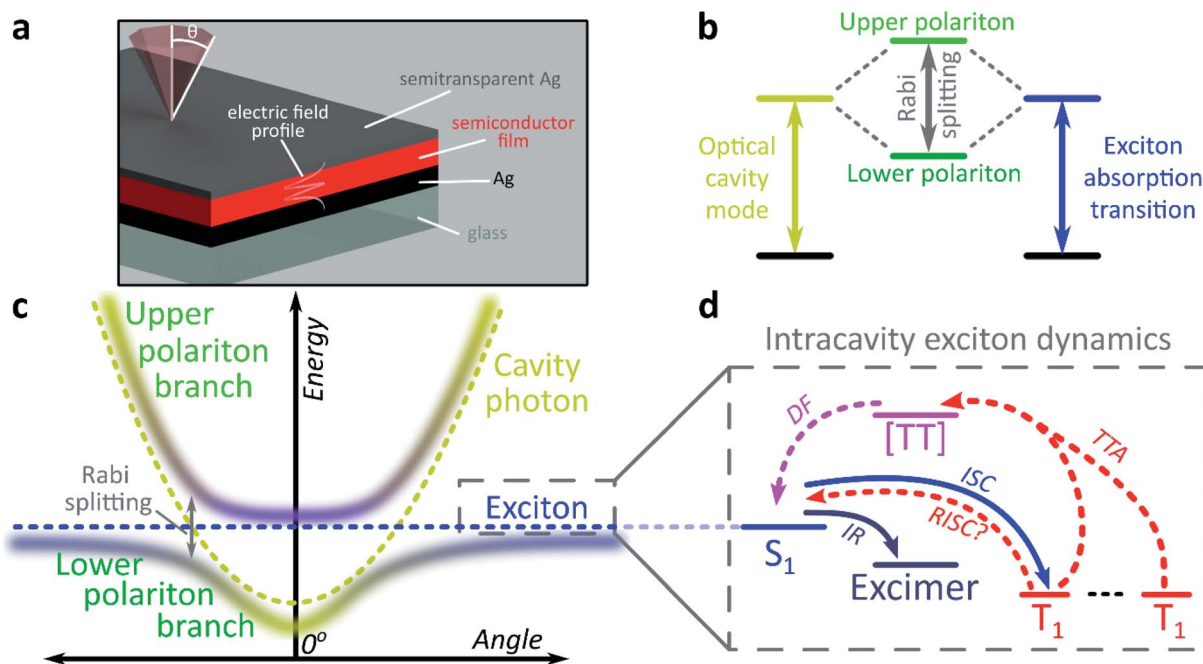 a
θ
semitransparent Ag
electric field
profile
semiconductor
film
Ag
glass
b
Upper polariton
Rabi
splitting
Optical
cavity
mode
Lower polariton
Exciton
absorption
transition
c
Upper
polariton
branch
Energy
Cavity
photon
Rabi
splitting
Exciton
Lower
polariton
branch
0°
Angle
d
Intracavity exciton dynamics
DF
[TT]
TTA
ISC
RISC?
IR
S1
Excimer
T1
T1